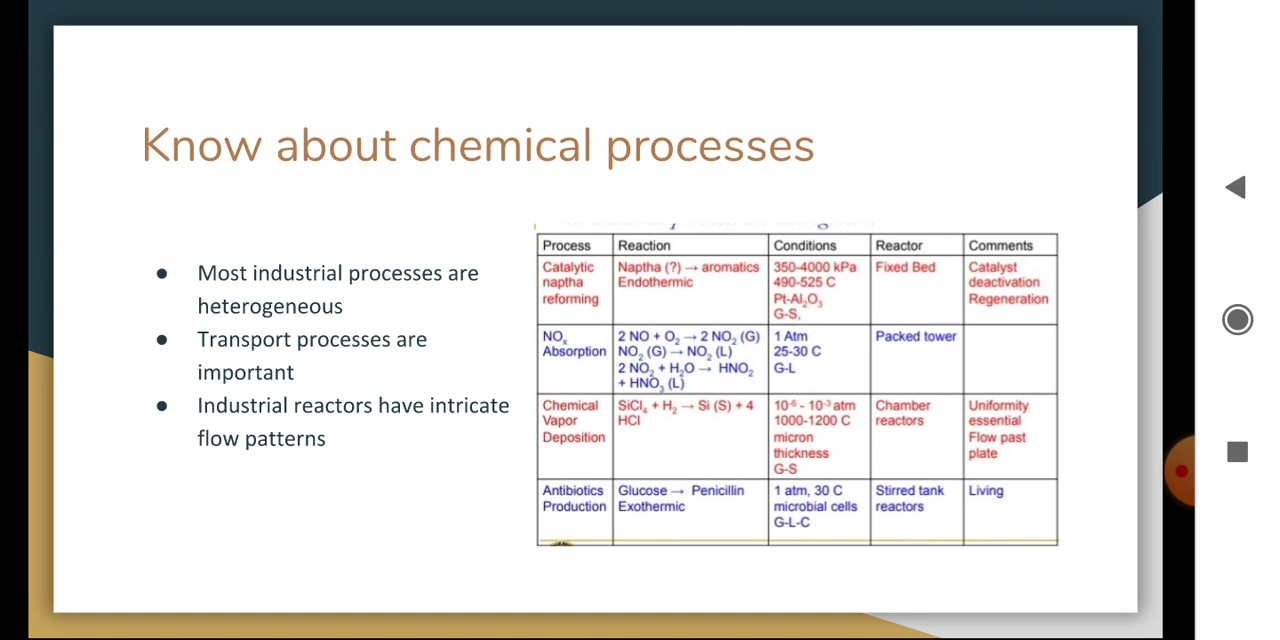 Know about chemical processes
● Most industrial processes are
heterogeneous
● Transport processes are
important
● Industrial reactors have intricate
flow patterns
Process Reaction Conditions Reactor Comments
Catalytic Naptha (?) → aromatics 350-4000 kPa Fixed Bed Catalyst
naptha Endothermic 490-525 C deactivation
reforming Pt-Al₂O₃ Regeneration
G-S,
NOₓ 2 NO + O₂ → 2 NO₂ (G) 1 Atm Packed tower
Absorption NO₂ (G) → NO₂ (L) 25-30 C
2 NO₂ + H₂O → HNO₂ G-L
+ HNO₃ (L)
Chemical SiCl₄ + H₂ → Si (S) + 4 10⁻⁶ - 10⁻³ atm Chamber Uniformity
Vapor HCl 1000-1200 C reactors essential
Deposition micron Flow past
thickness plate
G-S
Antibiotics Glucose → Penicillin 1 atm, 30 C Stirred tank Living
Production Exothermic microbial cells reactors
G-L-C